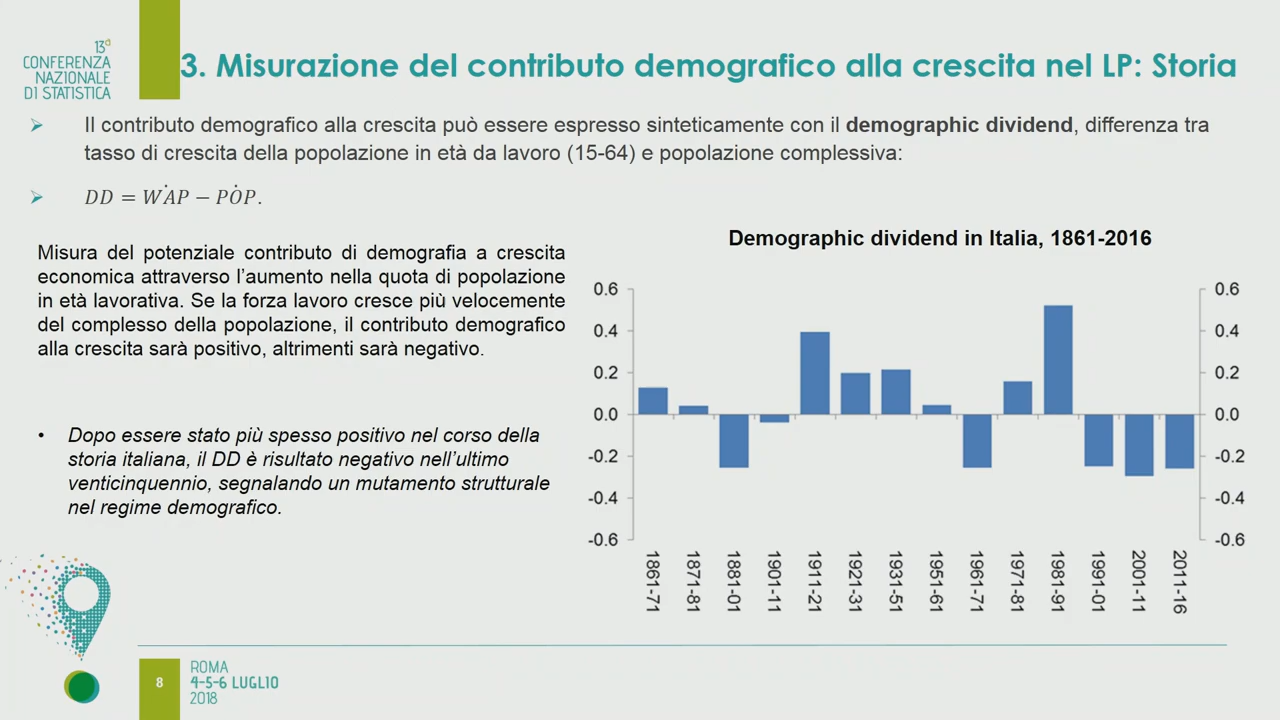 13ª
CONFERENZA
NAZIONALE
DI STATISTICA
3. Misurazione del contributo demografico alla crescita nel LP: Storia
Il contributo demografico alla crescita può essere espresso sinteticamente con il demographic dividend, differenza tra
tasso di crescita della popolazione in età da lavoro (15-64) e popolazione complessiva:
DD = WȦP − PȮP.
Misura del potenziale contributo di demografia a crescita
economica attraverso l'aumento nella quota di popolazione
in età lavorativa. Se la forza lavoro cresce più velocemente
del complesso della popolazione, il contributo demografico
alla crescita sarà positivo, altrimenti sarà negativo.
• Dopo essere stato più spesso positivo nel corso della
storia italiana, il DD è risultato negativo nell'ultimo
venticinquennio, segnalando un mutamento strutturale
nel regime demografico.
Demographic dividend in Italia, 1861-2016
0.6 0.6
0.4 0.4
0.2 0.2
0.0 0.0
-0.2 -0.2
-0.4 -0.4
-0.6 -0.6
1861-71
1871-81
1881-01
1901-11
1911-21
1921-31
1931-51
1951-61
1961-71
1971-81
1981-91
1991-01
2001-11
2011-16
8
ROMA
4-5-6 LUGLIO
2018